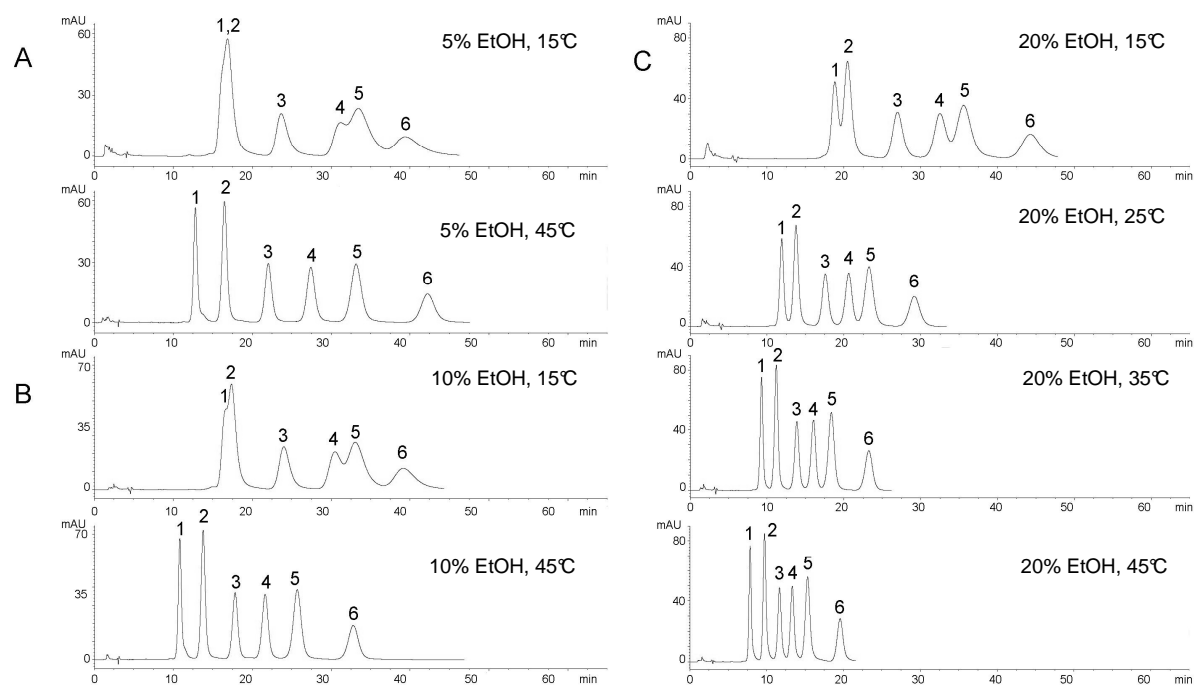 A
mAU
60
30
0
1,2
3
4
5
6
5% EtOH, 15℃
0 10 20 30 40 50 60 min
mAU
60
30
0
1
2
3
4
5
6
5% EtOH, 45℃
0 10 20 30 40 50 60 min
B
mAU
70
35
0
1
2
3
4
5
6
10% EtOH, 15℃
0 10 20 30 40 50 60 min
mAU
70
35
0
1
2
3
4
5
6
10% EtOH, 45℃
0 10 20 30 40 50 60 min
C
mAU
80
40
0
1
2
3
4
5
6
20% EtOH, 15℃
0 10 20 30 40 50 60 min
mAU
80
40
0
1
2
3
4
5
6
20% EtOH, 25℃
0 10 20 30 40 50 60 min
mAU
80
40
0
1
2
3
4
5
6
20% EtOH, 35℃
0 10 20 30 40 50 60 min
mAU
80
40
0
1
2
3
4
5
6
20% EtOH, 45℃
0 10 20 30 40 50 60 min